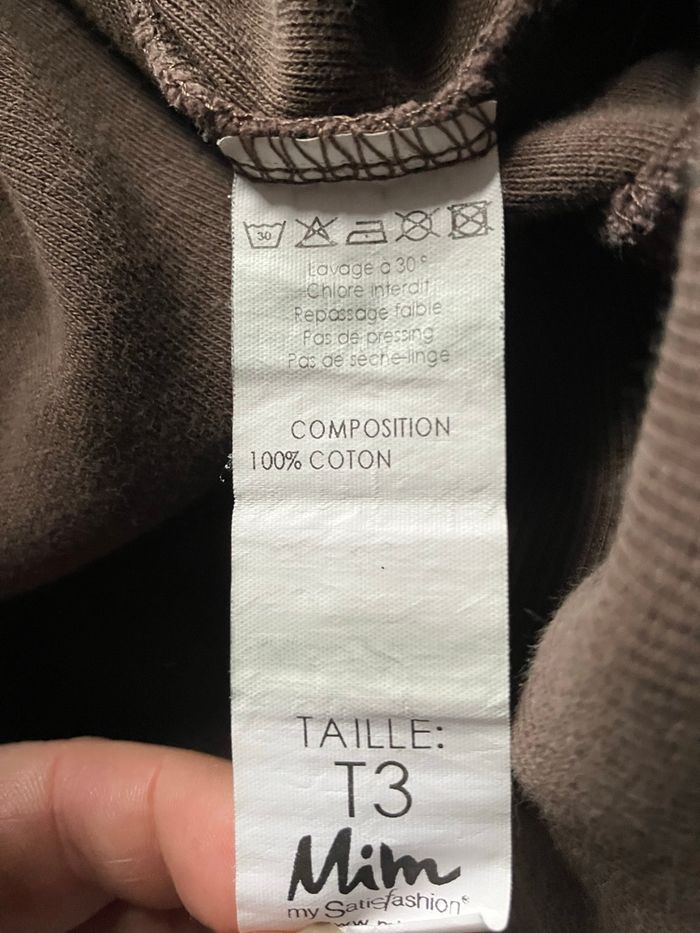 30
Lavage à 30°
Chlore interdit
Repassage faible
Pas de pressing
Pas de sèche-linge
COMPOSITION
100% COTON
TAILLE:
T3
Mim
my Satisfashion